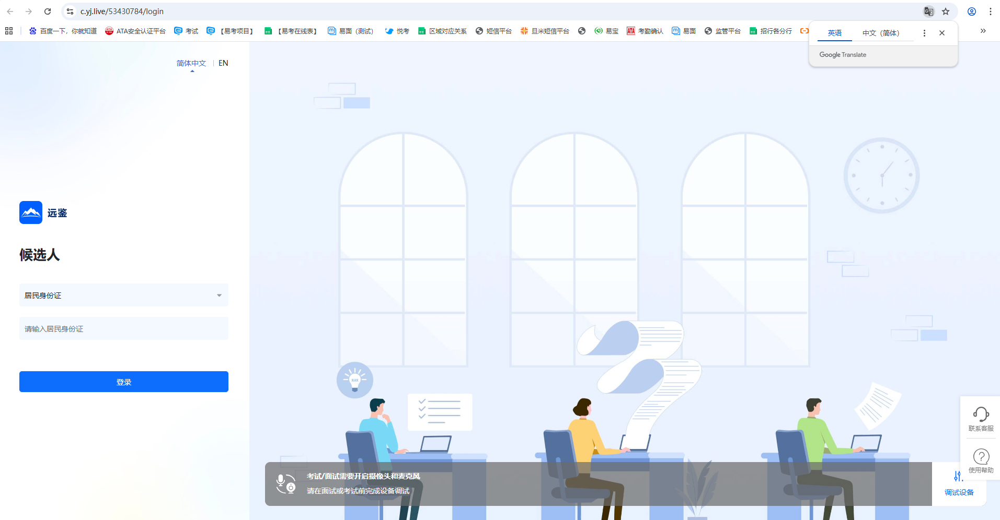 c.yj.live/53430784/login
百度一下，你就知道
ATA安全认证平台
考试
【易考项目】
【易考在线表】
易面（测试）
悦考
区域对应关系
短信平台
旦米短信平台
易宝
考勤确认
易面
监管平台
招行各分行
英语
中文（简体）
Google Translate
简体中文 | EN
远鉴
候选人
居民身份证
请输入居民身份证
登录
考试/面试需要开启摄像头和麦克风
请在面试或考试前完成设备调试
调试设备
联系客服
使用帮助